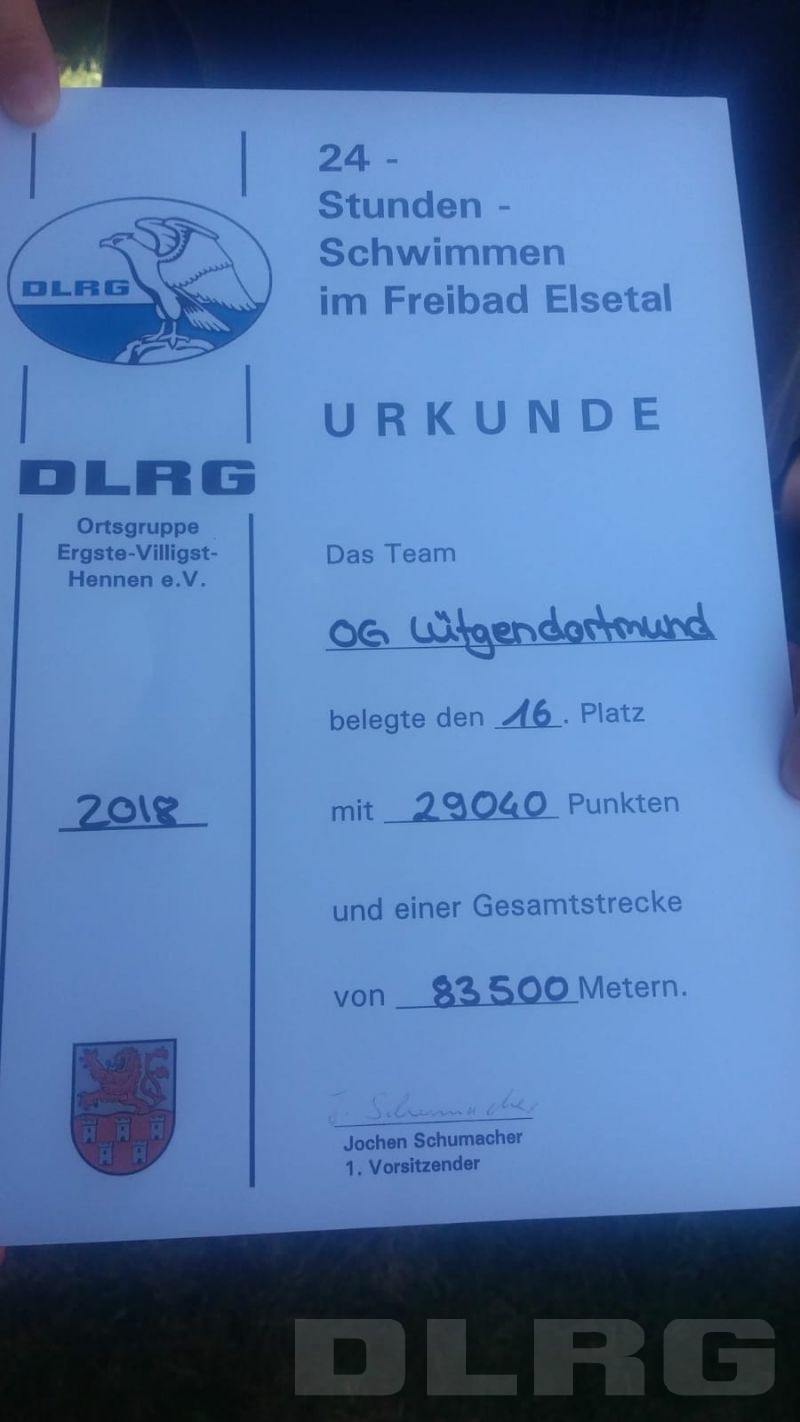 24 -
Stunden -
Schwimmen
im Freibad Elsetal
DLRG
URKUNDE
DLRG
Ortsgruppe
Ergste-Villigst-
Hennen e.V.
Das Team
OG Lütgendortmund
belegte den 16. Platz
2018
mit 29040 Punkten
und einer Gesamtstrecke
von 83500 Metern.
J. Schumacher
Jochen Schumacher
1. Vorsitzender
DLRG